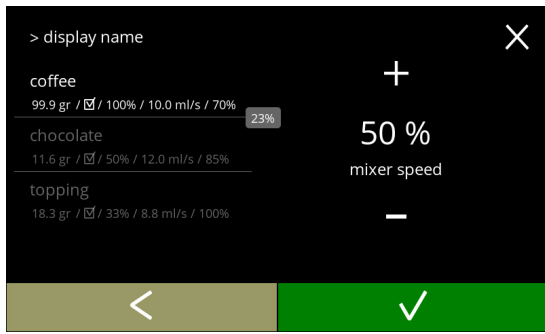 > display name
coffee
99.9 gr / ☑ / 100% / 10.0 ml/s / 70%
23%
chocolate
11.6 gr / ☑ / 50% / 12.0 ml/s / 85%
topping
18.3 gr / ☑ / 33% / 8.8 ml/s / 100%
+
50 %
mixer speed
−